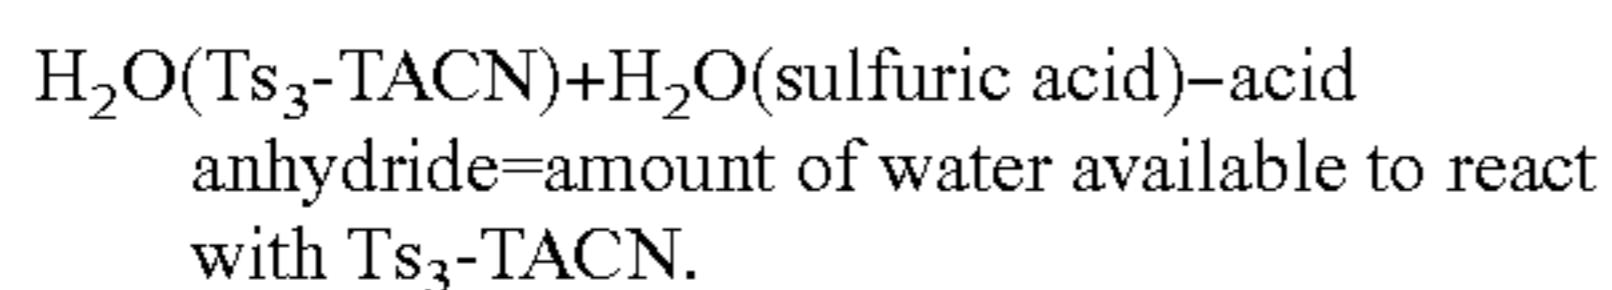 H₂O(Ts₃-TACN)+H₂O(sulfuric acid)–acid
anhydride=amount of water available to react
with Ts₃-TACN.